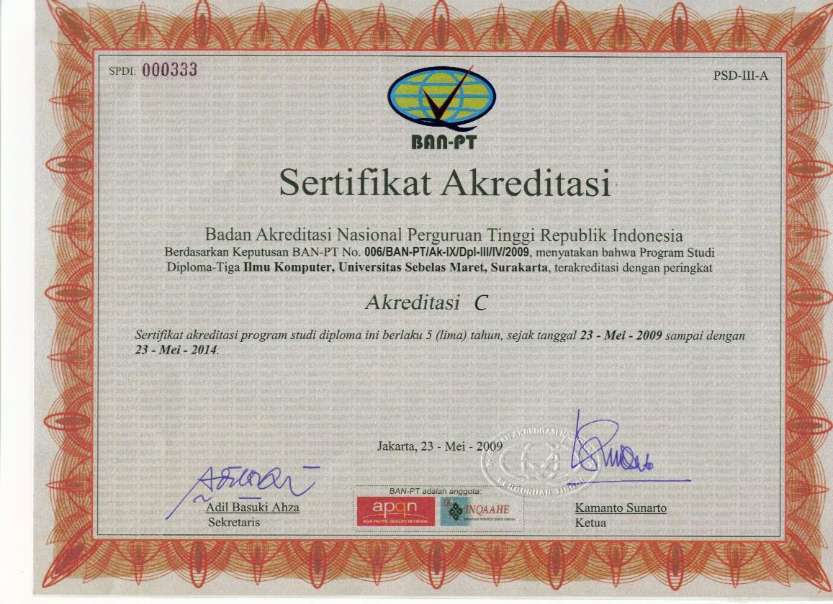 SPDI. 000333
PSD-III-A
BAN-PT
Sertifikat Akreditasi
Badan Akreditasi Nasional Perguruan Tinggi Republik Indonesia
Berdasarkan Keputusan BAN-PT No. 006/BAN-PT/Ak-IX/Dpl-III/IV/2009, menyatakan bahwa Program Studi
Diploma-Tiga Ilmu Komputer, Universitas Sebelas Maret, Surakarta, terakreditasi dengan peringkat
Akreditasi C
Sertifikat akreditasi program studi diploma ini berlaku 5 (lima) tahun, sejak tanggal 23 - Mei - 2009 sampai dengan
23 - Mei - 2014.
Jakarta, 23 - Mei - 2009
Adil Basuki Ahza
Sekretaris
BAN-PT adalah anggota:
apqn
ASIA PACIFIC QUALITY NETWORK
INQAAHE
Kamanto Sunarto
Ketua